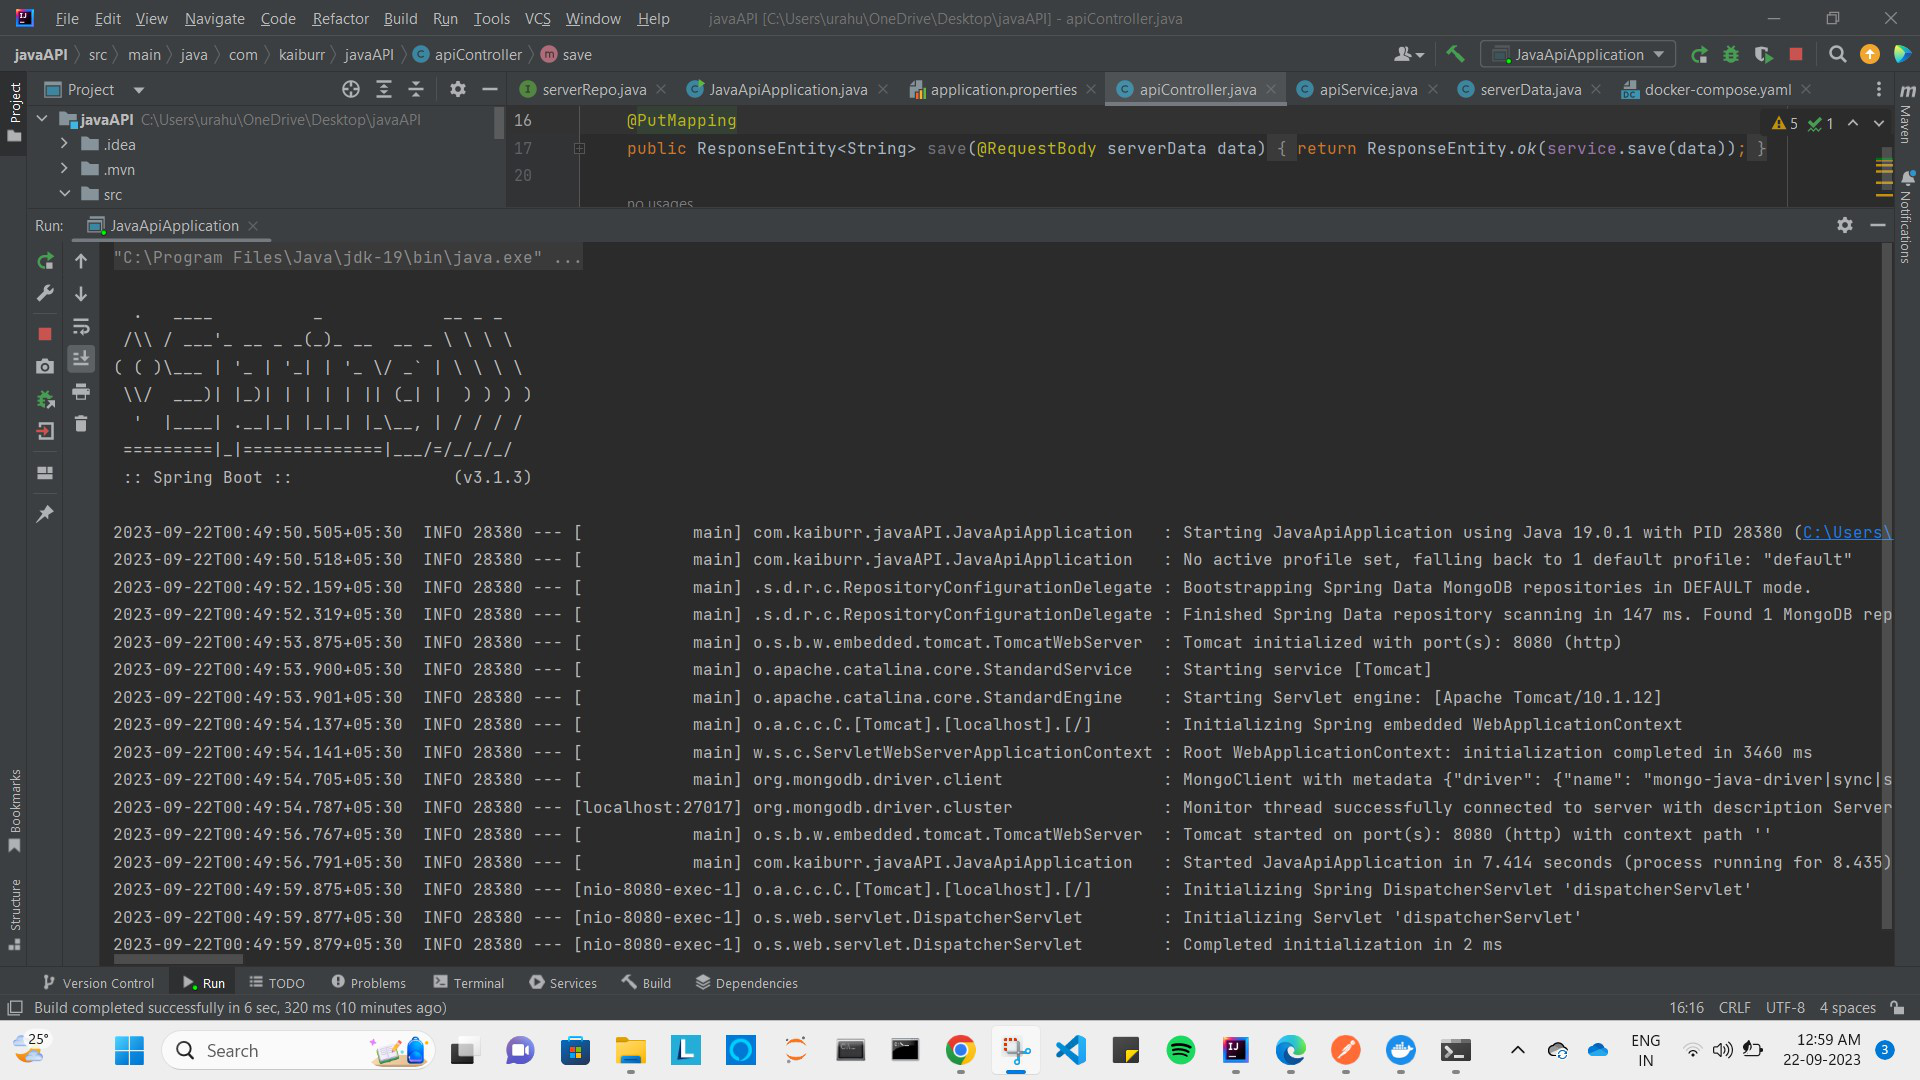 File Edit View Navigate Code Refactor Build Run Tools VCS Window Help javaAPI [C:\Users\urahu\OneDrive\Desktop\javaAPI] - apiController.java
javaAPI src main java com kaiburr javaAPI apiController save JavaApiApplication
Project serverRepo.java JavaApiApplication.java application.properties apiController.java apiService.java serverData.java docker-compose.yaml
javaAPI C:\Users\urahu\OneDrive\Desktop\javaAPI
.idea
.mvn
src
16 @PutMapping 5 1
17 public ResponseEntity<String> save(@RequestBody serverData data) { return ResponseEntity.ok(service.save(data)); }
20
no usages
Project
Maven
Notifications
Run: JavaApiApplication
"C:\Program Files\Java\jdk-19\bin\java.exe" ...
  .   ____          _            __ _ _
 /\\ / ___'_ __ _ _(_)_ __  __ _ \ \ \ \
( ( )\___ | '_ | '_| | '_ \/ _` | \ \ \ \
 \\/  ___)| |_)| | | | | || (_| |  ) ) ) )
  '  |____| .__|_| |_|_| |_\__, | / / / /
 =========|_|==============|___/=/_/_/_/
 :: Spring Boot ::                (v3.1.3)
2023-09-22T00:49:50.505+05:30  INFO 28380 --- [           main] com.kaiburr.javaAPI.JavaApiApplication   : Starting JavaApiApplication using Java 19.0.1 with PID 28380 (C:\Users\
2023-09-22T00:49:50.518+05:30  INFO 28380 --- [           main] com.kaiburr.javaAPI.JavaApiApplication   : No active profile set, falling back to 1 default profile: "default"
2023-09-22T00:49:52.159+05:30  INFO 28380 --- [           main] .s.d.r.c.RepositoryConfigurationDelegate : Bootstrapping Spring Data MongoDB repositories in DEFAULT mode.
2023-09-22T00:49:52.319+05:30  INFO 28380 --- [           main] .s.d.r.c.RepositoryConfigurationDelegate : Finished Spring Data repository scanning in 147 ms. Found 1 MongoDB rep
2023-09-22T00:49:53.875+05:30  INFO 28380 --- [           main] o.s.b.w.embedded.tomcat.TomcatWebServer  : Tomcat initialized with port(s): 8080 (http)
2023-09-22T00:49:53.900+05:30  INFO 28380 --- [           main] o.apache.catalina.core.StandardService   : Starting service [Tomcat]
2023-09-22T00:49:53.901+05:30  INFO 28380 --- [           main] o.apache.catalina.core.StandardEngine    : Starting Servlet engine: [Apache Tomcat/10.1.12]
2023-09-22T00:49:54.137+05:30  INFO 28380 --- [           main] o.a.c.c.C.[Tomcat].[localhost].[/]       : Initializing Spring embedded WebApplicationContext
2023-09-22T00:49:54.141+05:30  INFO 28380 --- [           main] w.s.c.ServletWebServerApplicationContext : Root WebApplicationContext: initialization completed in 3460 ms
2023-09-22T00:49:54.705+05:30  INFO 28380 --- [           main] org.mongodb.driver.client                : MongoClient with metadata {"driver": {"name": "mongo-java-driver|sync|s
2023-09-22T00:49:54.787+05:30  INFO 28380 --- [localhost:27017] org.mongodb.driver.cluster               : Monitor thread successfully connected to server with description Server
2023-09-22T00:49:56.767+05:30  INFO 28380 --- [           main] o.s.b.w.embedded.tomcat.TomcatWebServer  : Tomcat started on port(s): 8080 (http) with context path ''
2023-09-22T00:49:56.791+05:30  INFO 28380 --- [           main] com.kaiburr.javaAPI.JavaApiApplication   : Started JavaApiApplication in 7.414 seconds (process running for 8.435)
2023-09-22T00:49:59.875+05:30  INFO 28380 --- [nio-8080-exec-1] o.a.c.c.C.[Tomcat].[localhost].[/]       : Initializing Spring DispatcherServlet 'dispatcherServlet'
2023-09-22T00:49:59.877+05:30  INFO 28380 --- [nio-8080-exec-1] o.s.web.servlet.DispatcherServlet        : Initializing Servlet 'dispatcherServlet'
2023-09-22T00:49:59.879+05:30  INFO 28380 --- [nio-8080-exec-1] o.s.web.servlet.DispatcherServlet        : Completed initialization in 2 ms
Bookmarks
Structure
Version Control Run TODO Problems Terminal Services Build Dependencies
Build completed successfully in 6 sec, 320 ms (10 minutes ago) 16:16 CRLF UTF-8 4 spaces
25° Search ENG IN 12:59 AM
22-09-2023 3